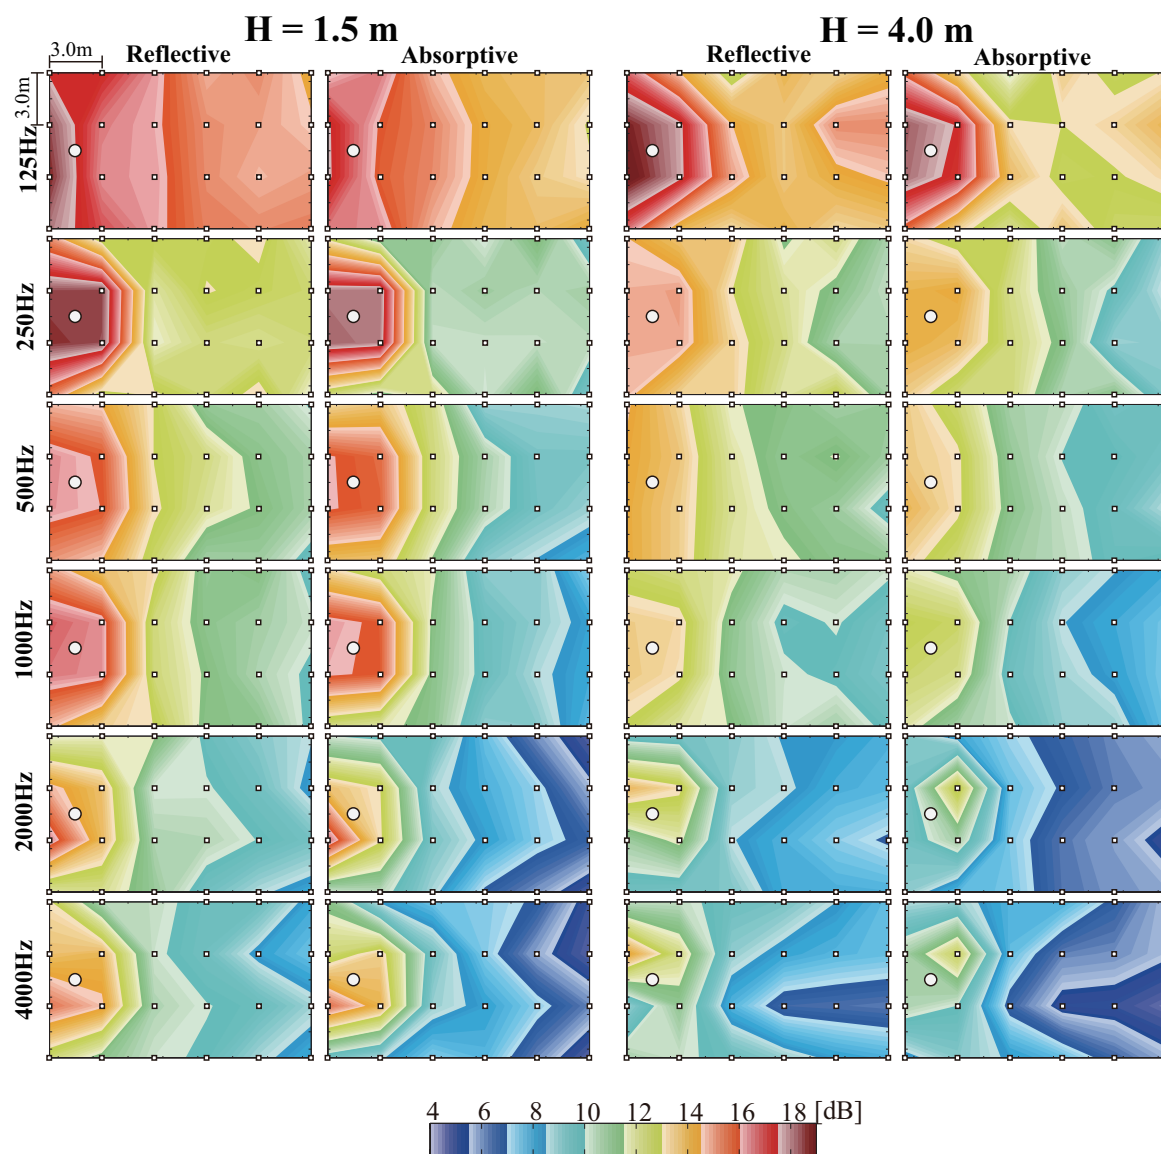 H = 1.5 m H = 4.0 m
3.0m Reflective Absorptive Reflective Absorptive
3.0m
125Hz
250Hz
500Hz
1000Hz
2000Hz
4000Hz
4 6 8 10 12 14 16 18 [dB]